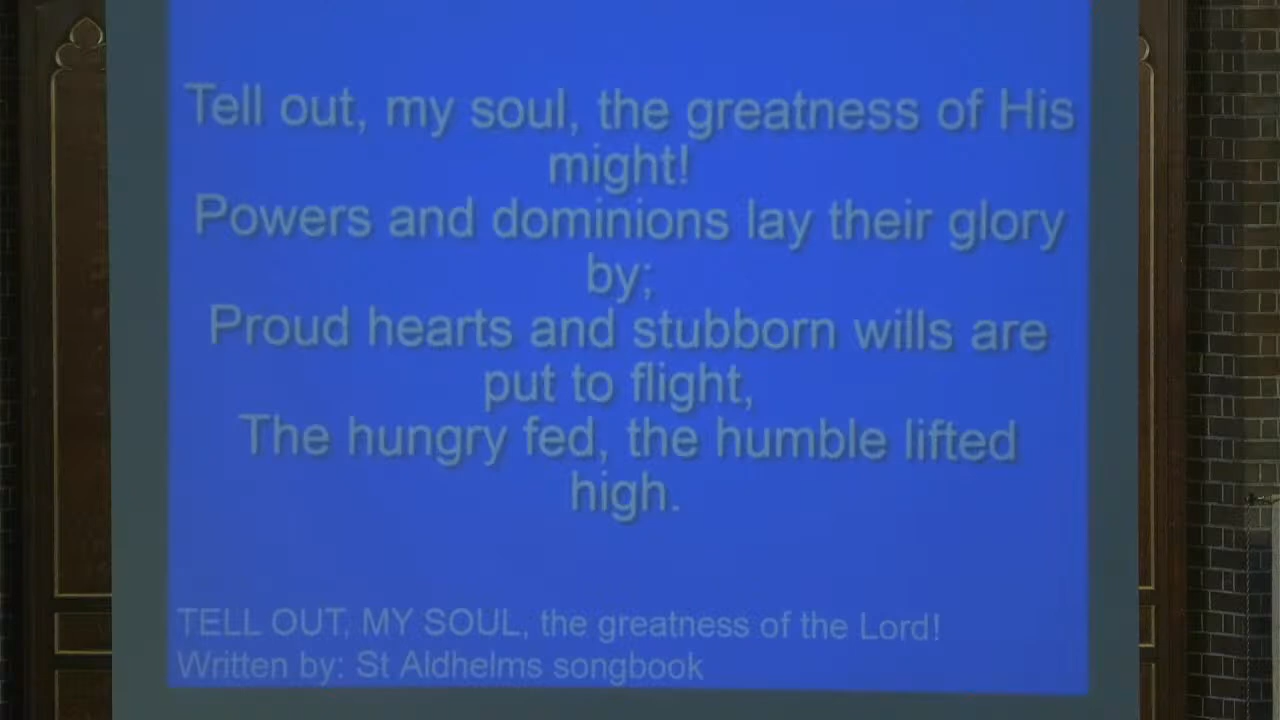 Tell out, my soul, the greatness of His
might!
Powers and dominions lay their glory
by;
Proud hearts and stubborn wills are
put to flight,
The hungry fed, the humble lifted
high.
TELL OUT, MY SOUL, the greatness of the Lord!
Written by: St Aldhelms songbook